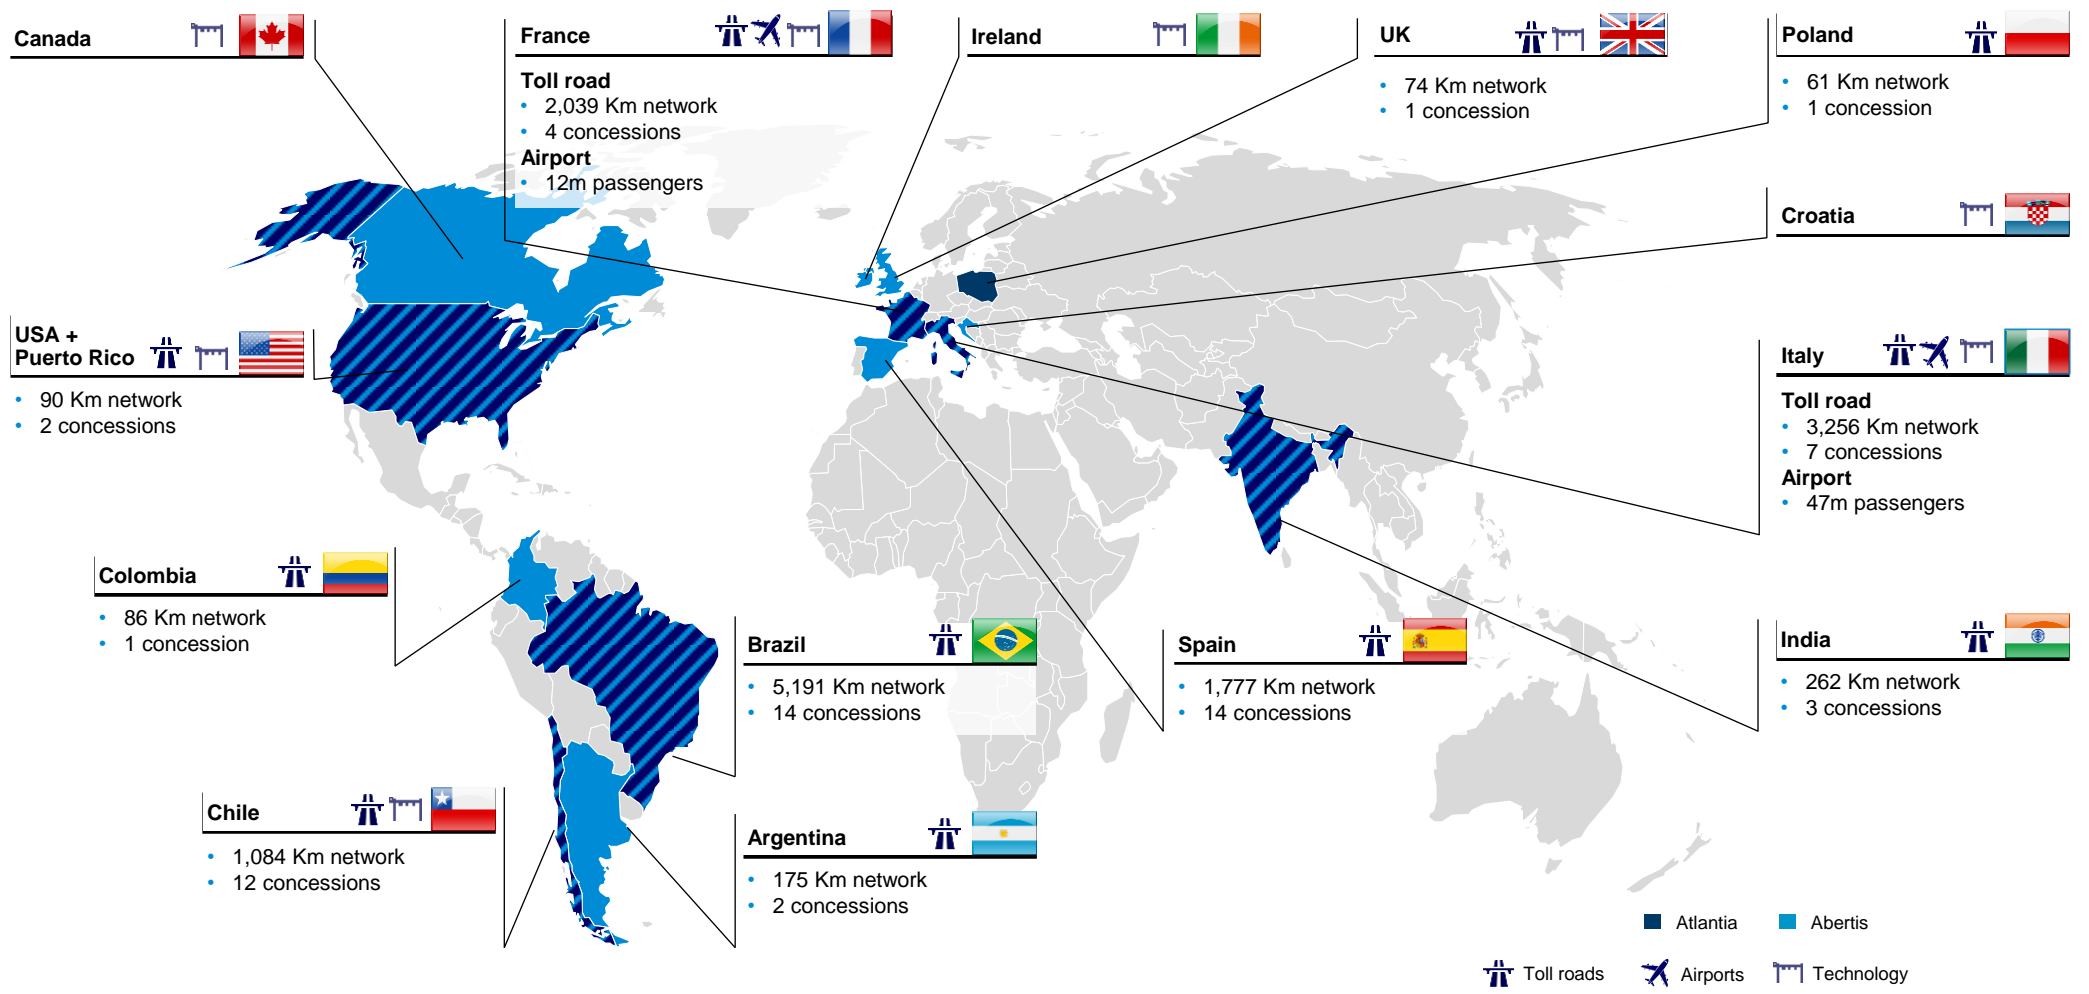 Canada
France
Toll road
• 2,039 Km network
• 4 concessions
Airport
• 12m passengers
Ireland
UK
• 74 Km network
• 1 concession
Poland
• 61 Km network
• 1 concession
Croatia
USA +
Puerto Rico
• 90 Km network
• 2 concessions
Italy
Toll road
• 3,256 Km network
• 7 concessions
Airport
• 47m passengers
Colombia
• 86 Km network
• 1 concession
Brazil
• 5,191 Km network
• 14 concessions
Spain
• 1,777 Km network
• 14 concessions
India
• 262 Km network
• 3 concessions
Chile
• 1,084 Km network
• 12 concessions
Argentina
• 175 Km network
• 2 concessions
Atlantia Abertis
Toll roads Airports Technology